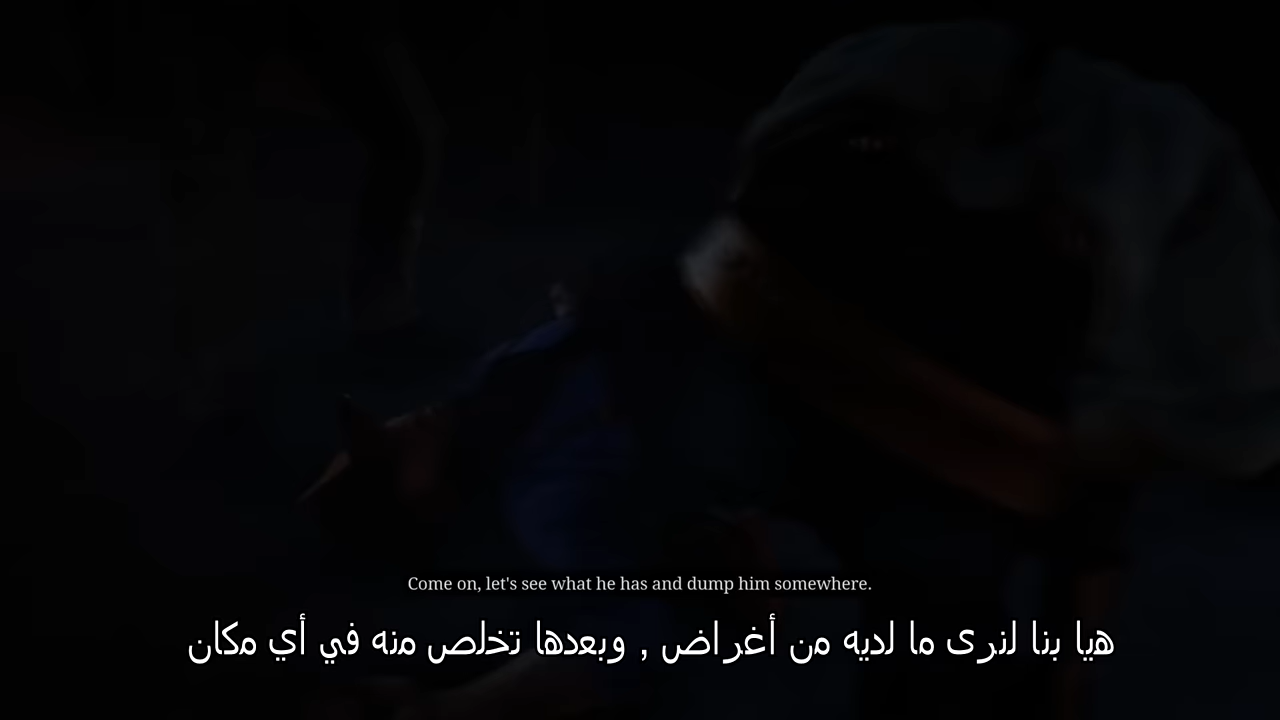 Come on, let's see what he has and dump him somewhere.
هيا بنا لنرى ما لديه من أغراض , وبعدها تخلص منه في أي مكان